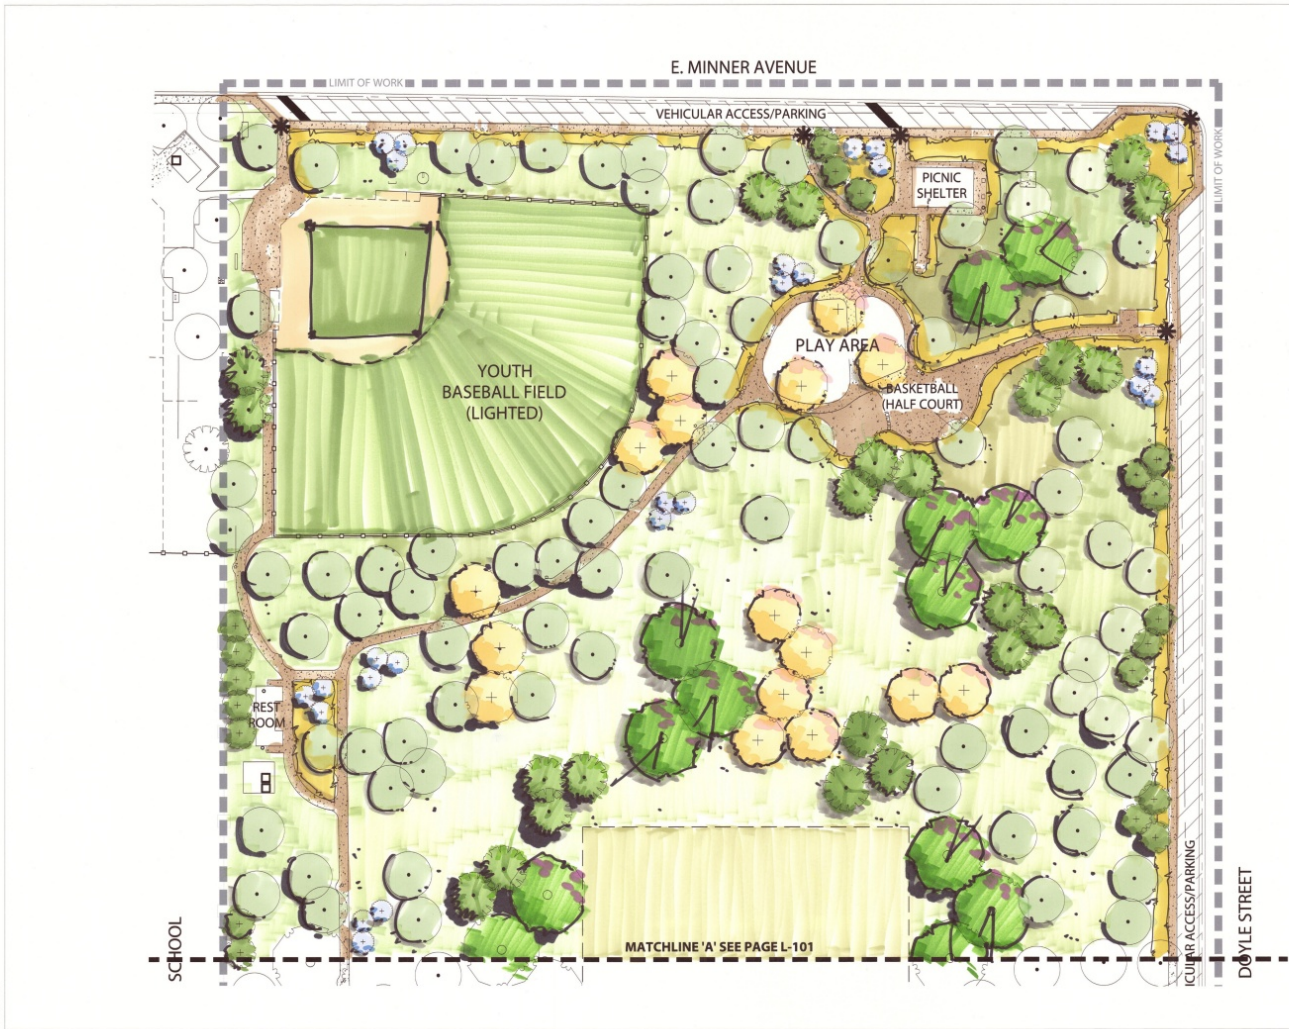 E. MINNER AVENUE
LIMIT OF WORK
VEHICULAR ACCESS/PARKING
LIMIT OF WORK
PICNIC
SHELTER
PLAY AREA
YOUTH
BASEBALL FIELD
(LIGHTED)
BASKETBALL
(HALF COURT)
REST
ROOM
MATCHLINE 'A' SEE PAGE L-101
SCHOOL
ICULAR ACCESS/PARKING
DOYLE STREET